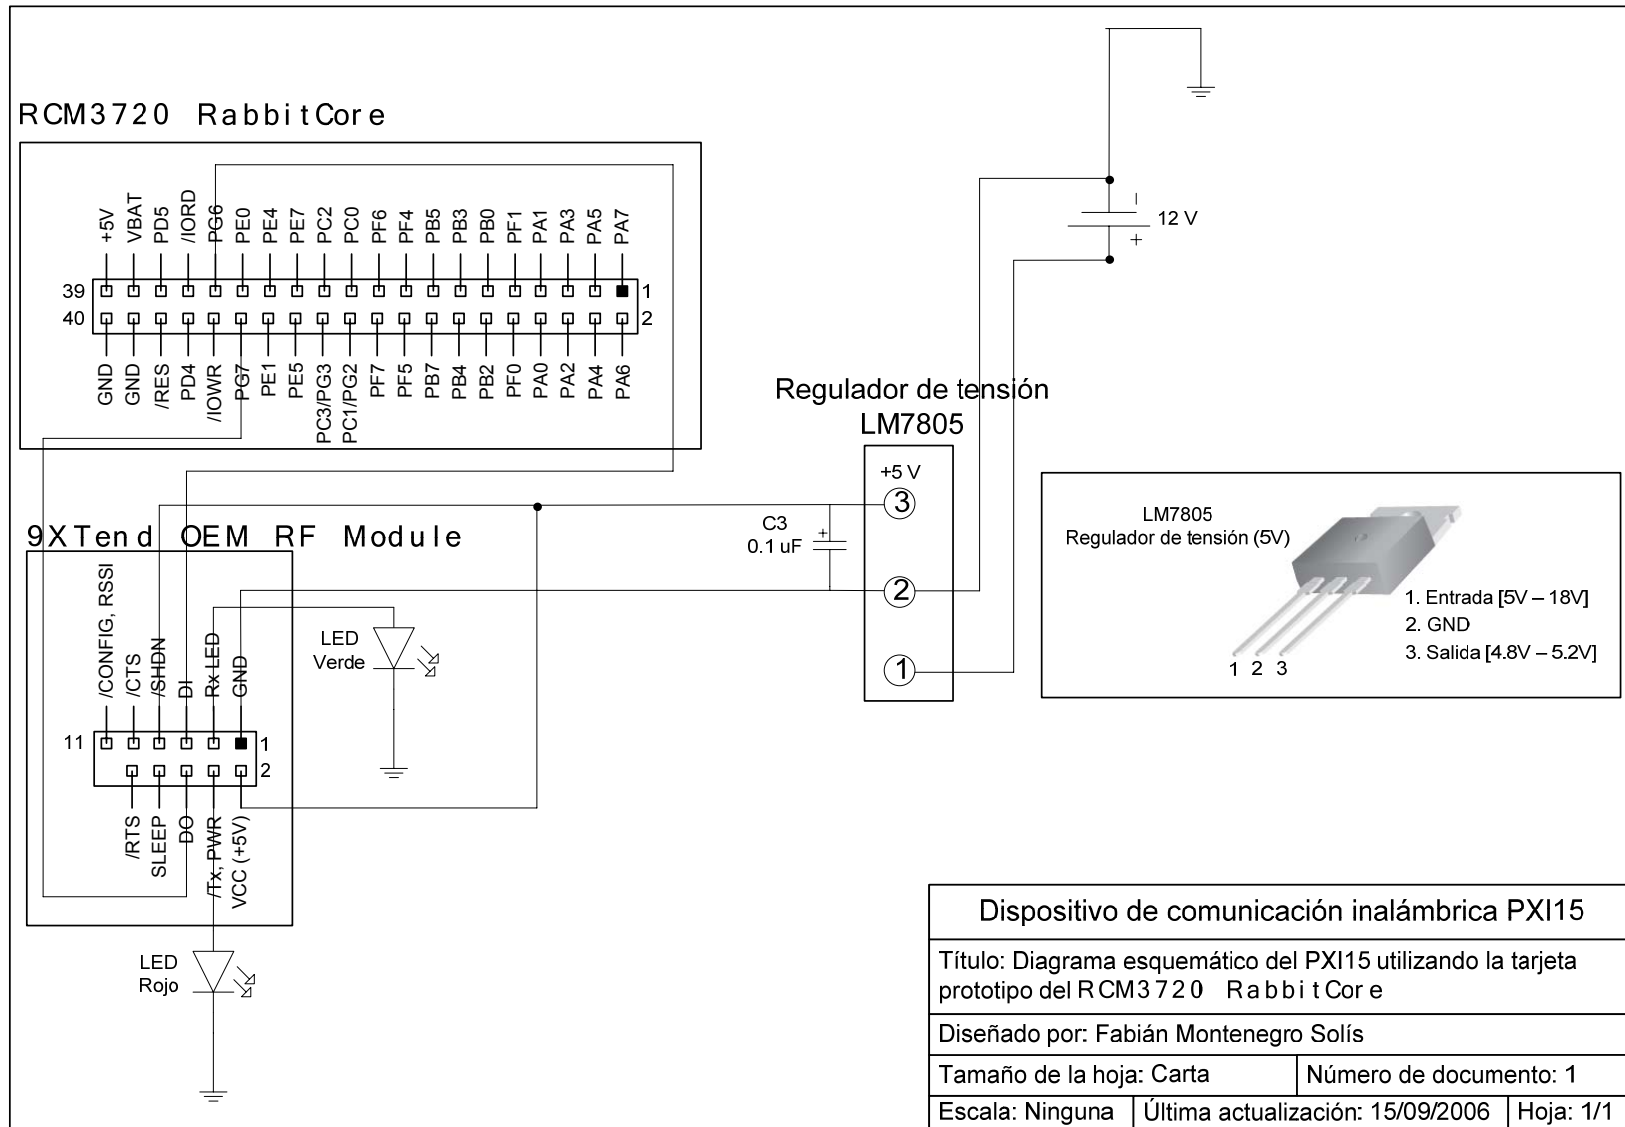 RCM3720 RabbitCore
+5V
VBAT
PD5
/IORD
PG6
PE0
PE4
PE7
PC2
PC0
PF6
PF4
PB5
PB3
PB0
PF1
PA1
PA3
PA5
PA7
39
1
40
2
GND
GND
/RES
PD4
/IOWR
PG7
PE1
PE5
PC3/PG3
PC1/PG2
PF7
PF5
PB7
PB4
PB2
PF0
PA0
PA2
PA4
PA6
–
12 V
+
Regulador de tensión
LM7805
+5 V
3
2
1
C3
0.1 uF
+
LM7805
Regulador de tensión (5V)
1. Entrada [5V – 18V]
2. GND
3. Salida [4.8V – 5.2V]
1 2 3
9XTend OEM RF Module
/CONFIG, RSSI
/CTS
/SHDN
DI
Rx LED
GND
11
1
2
/RTS
SLEEP
DO
/Tx, PWR
VCC (+5V)
LED
Verde
LED
Rojo
Dispositivo de comunicación inalámbrica PXI15
Título: Diagrama esquemático del PXI15 utilizando la tarjeta
prototipo del RCM3720 RabbitCore
Diseñado por: Fabián Montenegro Solís
Tamaño de la hoja: Carta
Número de documento: 1
Escala: Ninguna
Última actualización: 15/09/2006
Hoja: 1/1